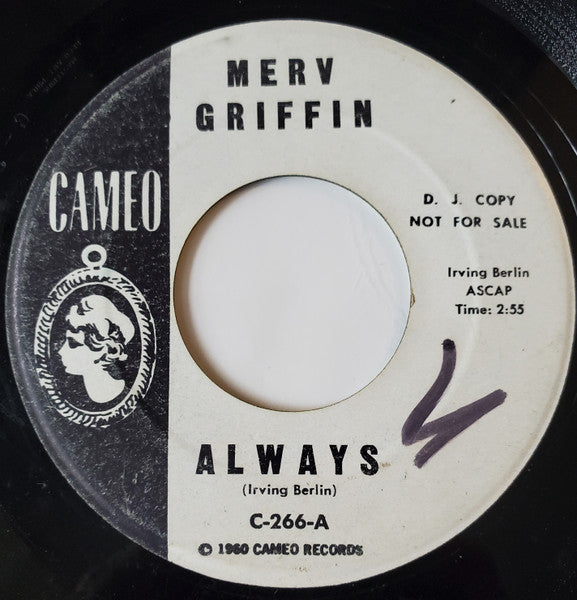 MERV
GRIFFIN
CAMEO
D. J. COPY
NOT FOR SALE
Irving Berlin
ASCAP
Time: 2:55
ALWAYS
(Irving Berlin)
C-266-A
© 1960 CAMEO RECORDS